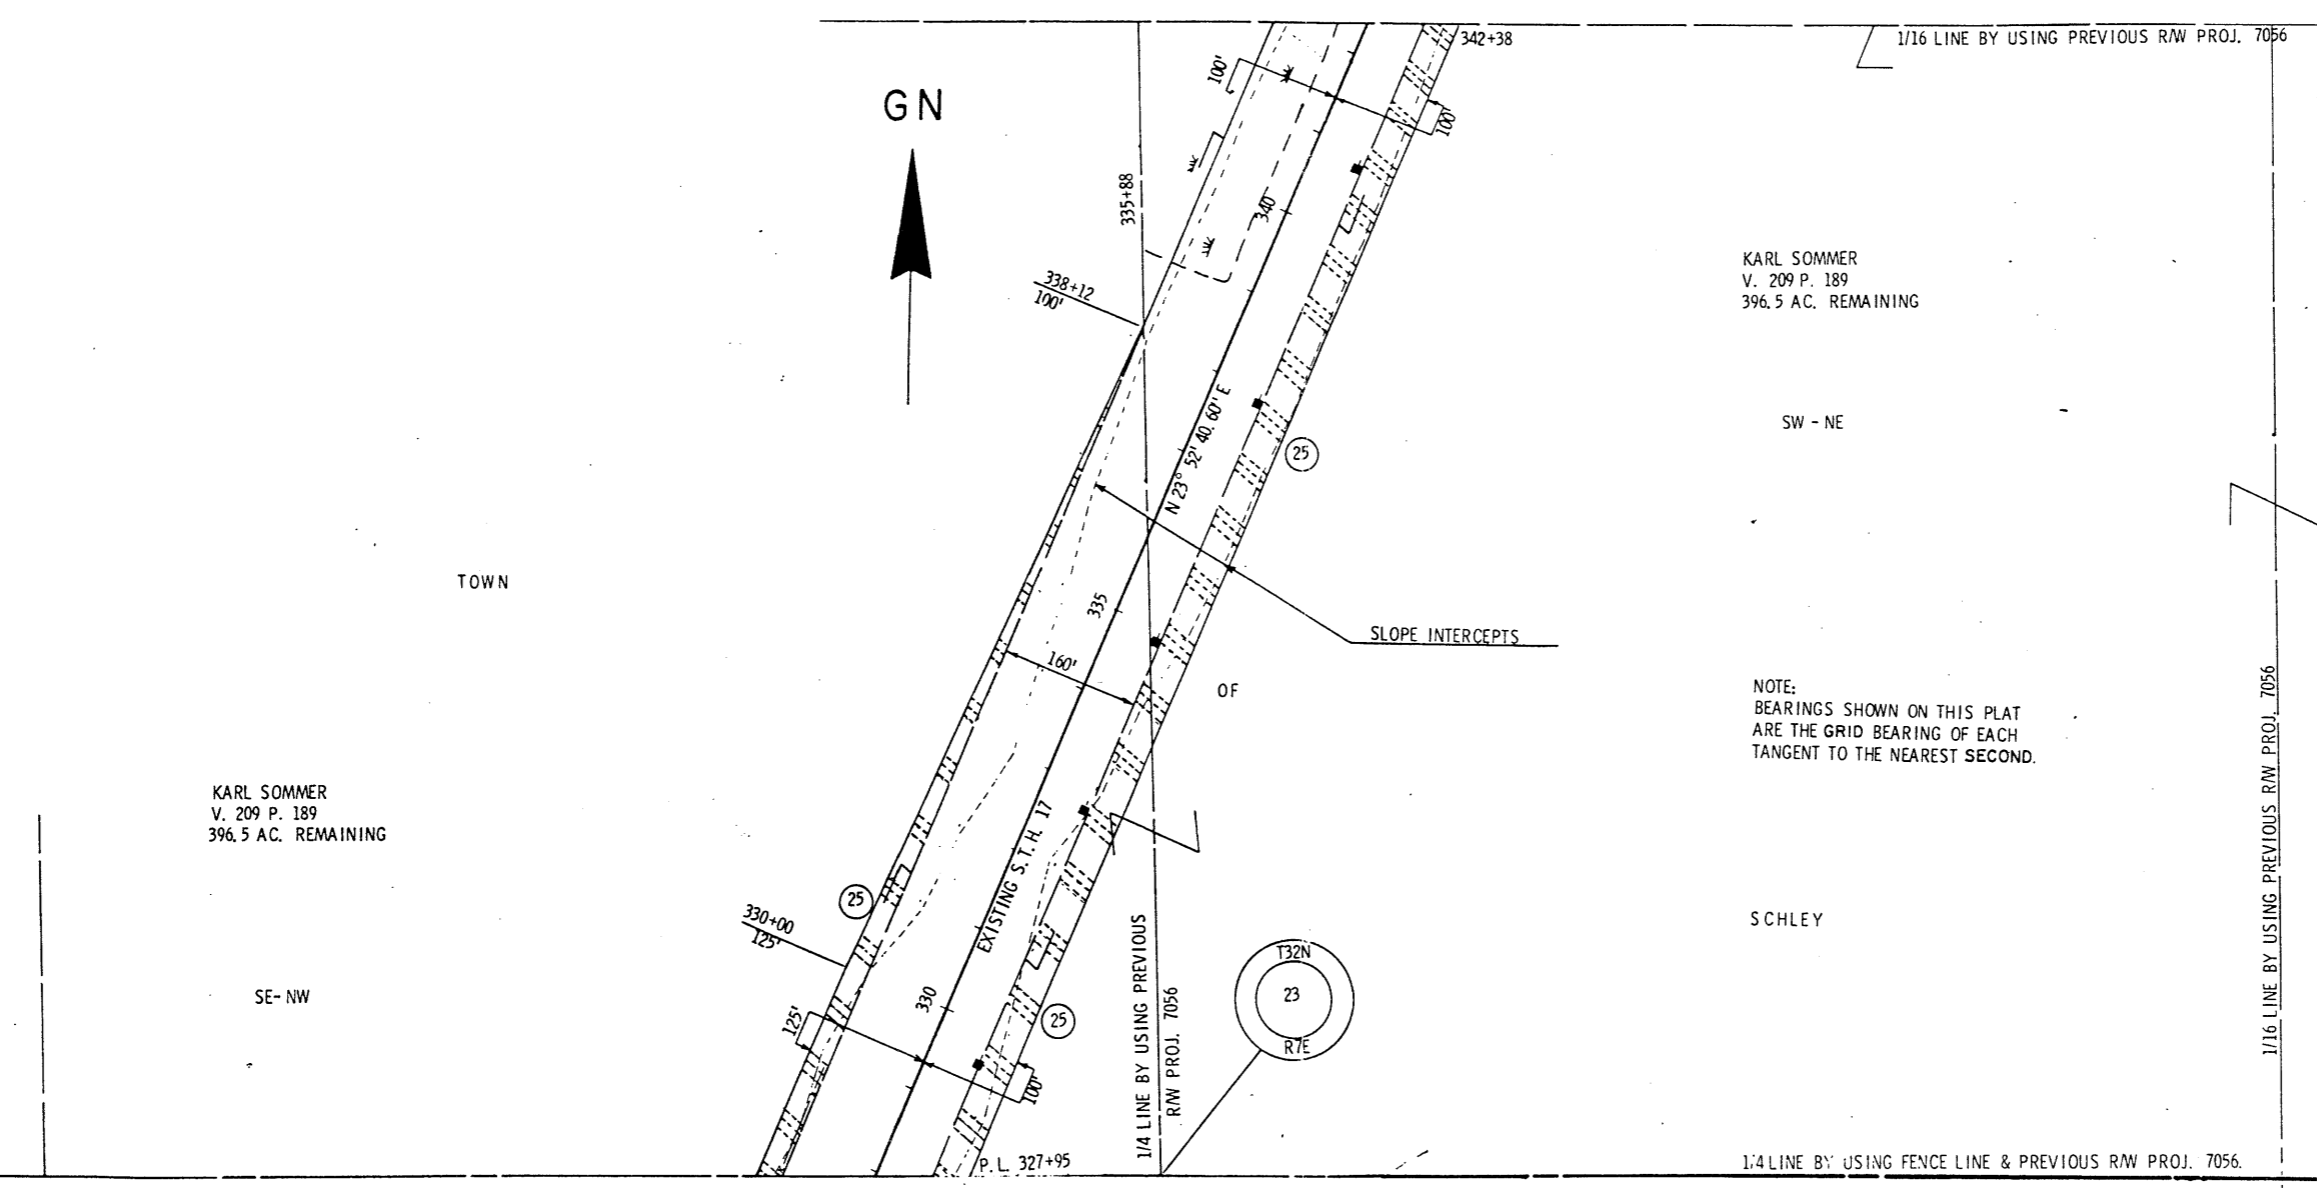 342+38
1/16 LINE BY USING PREVIOUS R/W PROJ. 7056
100'
GN
100'
335+88
340
KARL SOMMER
V. 209 P. 189
396.5 AC. REMAINING
338+12
100'
N 23° 52' 40.60" E
SW - NE
25
TOWN
335
SLOPE INTERCEPTS
160'
OF
NOTE:
BEARINGS SHOWN ON THIS PLAT
ARE THE GRID BEARING OF EACH
TANGENT TO THE NEAREST SECOND.
1/16 LINE BY USING PREVIOUS R/W PROJ. 7056
KARL SOMMER
V. 209 P. 189
396.5 AC. REMAINING
EXISTING S.T.H. 17
25
330+00
125'
SCHLEY
1/4 LINE BY USING PREVIOUS
R/W PROJ. 7056
T32N
23
R7E
SE- NW
330
125'
25
100'
P.L. 327+95
1/4 LINE BY USING FENCE LINE & PREVIOUS R/W PROJ. 7056.